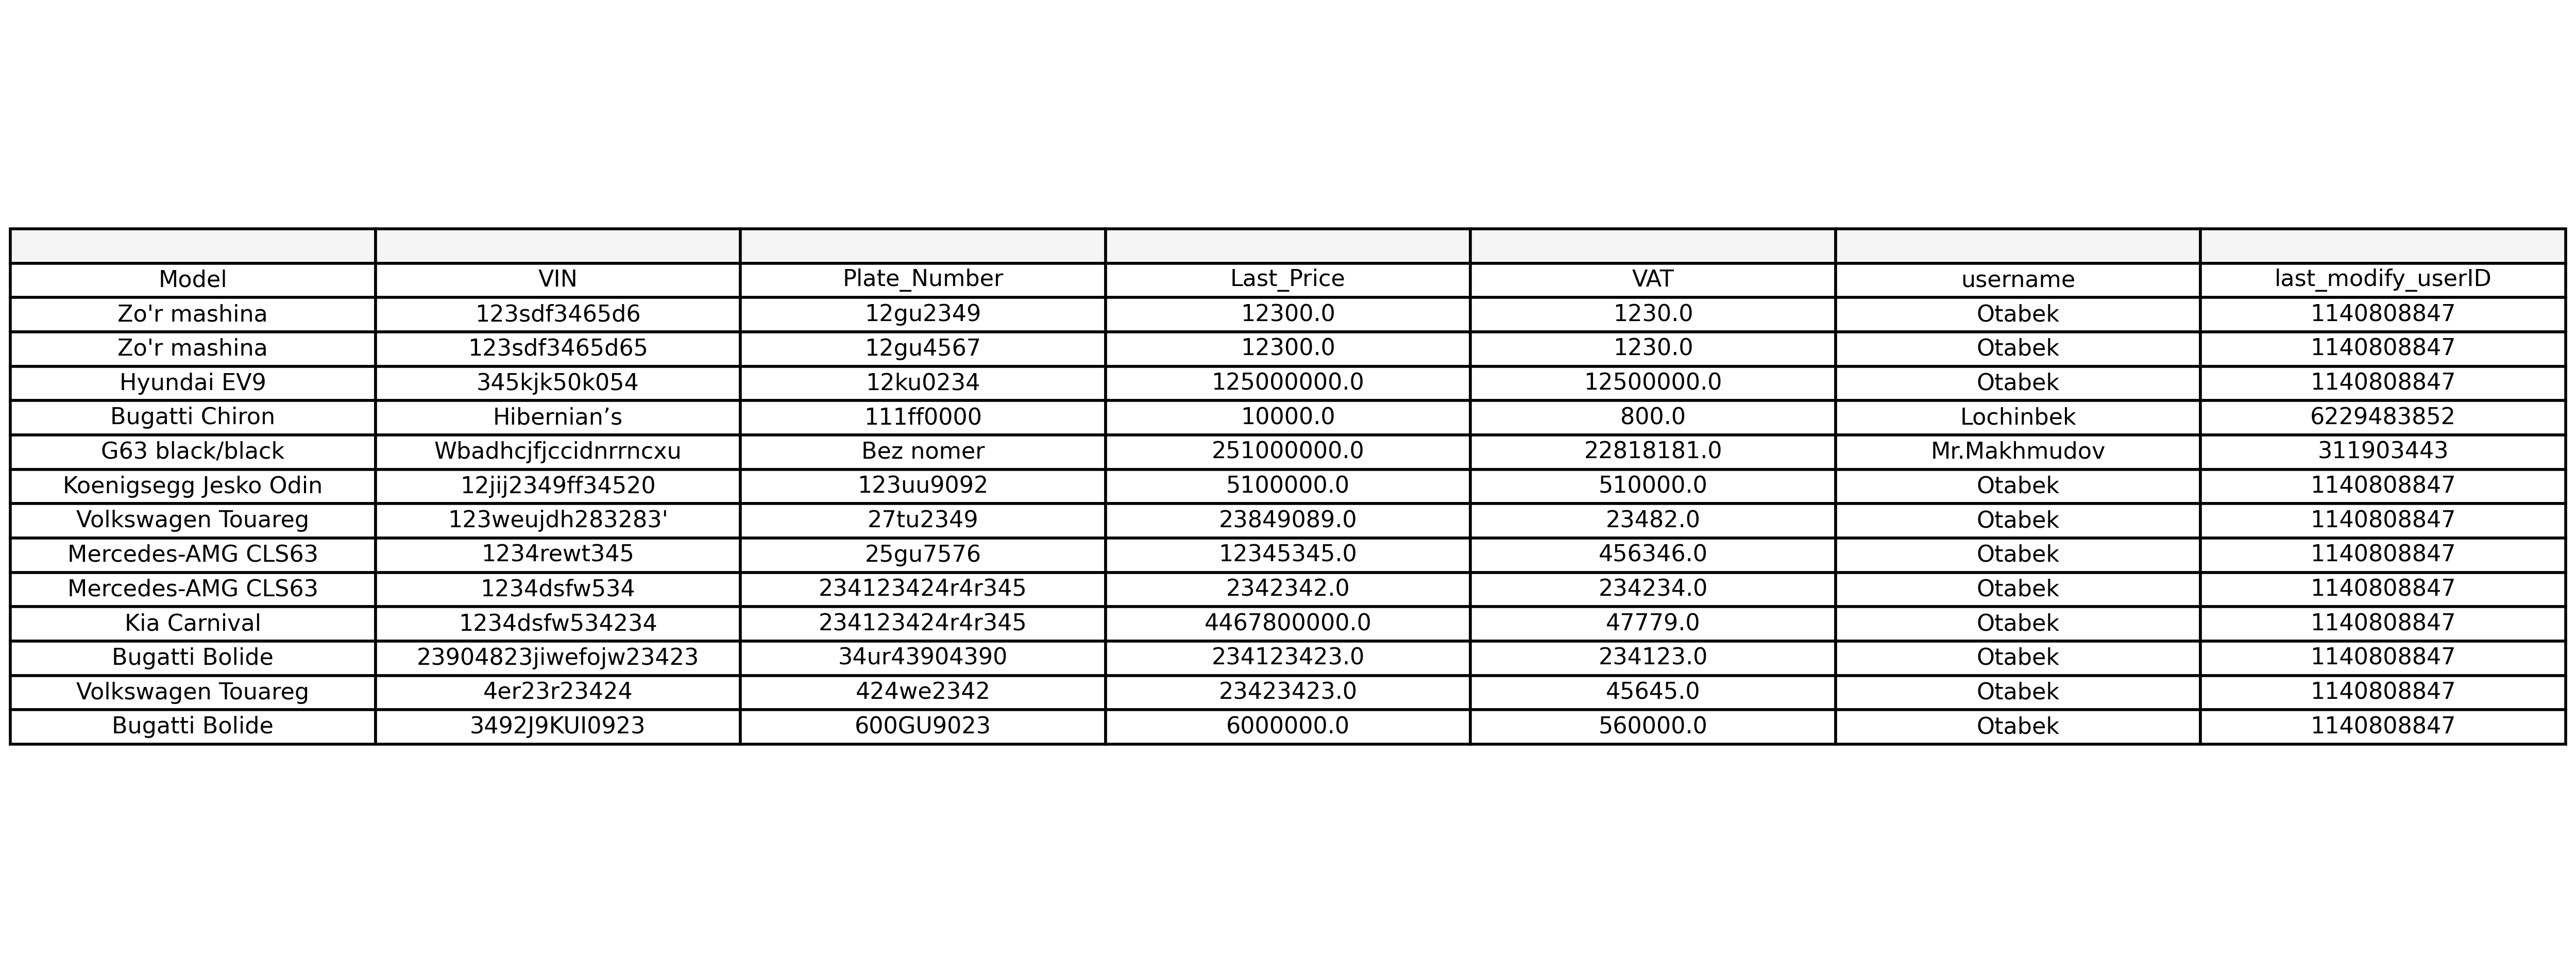 Model VIN Plate_Number Last_Price VAT username last_modify_userID
Zo'r mashina 123sdf3465d6 12gu2349 12300.0 1230.0 Otabek 1140808847
Zo'r mashina 123sdf3465d65 12gu4567 12300.0 1230.0 Otabek 1140808847
Hyundai EV9 345kjk50k054 12ku0234 125000000.0 12500000.0 Otabek 1140808847
Bugatti Chiron Hibernian’s 111ff0000 10000.0 800.0 Lochinbek 6229483852
G63 black/black Wbadhcjfjccidnrrncxu Bez nomer 251000000.0 22818181.0 Mr.Makhmudov 311903443
Koenigsegg Jesko Odin 12jij2349ff34520 123uu9092 5100000.0 510000.0 Otabek 1140808847
Volkswagen Touareg 123weujdh283283' 27tu2349 23849089.0 23482.0 Otabek 1140808847
Mercedes-AMG CLS63 1234rewt345 25gu7576 12345345.0 456346.0 Otabek 1140808847
Mercedes-AMG CLS63 1234dsfw534 234123424r4r345 2342342.0 234234.0 Otabek 1140808847
Kia Carnival 1234dsfw534234 234123424r4r345 4467800000.0 47779.0 Otabek 1140808847
Bugatti Bolide 23904823jiwefojw23423 34ur43904390 234123423.0 234123.0 Otabek 1140808847
Volkswagen Touareg 4er23r23424 424we2342 23423423.0 45645.0 Otabek 1140808847
Bugatti Bolide 3492J9KUI0923 600GU9023 6000000.0 560000.0 Otabek 1140808847